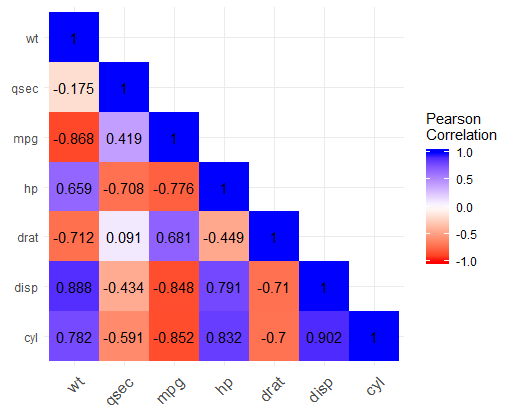 wt 1
qsec -0.175 1
mpg -0.868 0.419 1
hp 0.659 -0.708 -0.776 1
drat -0.712 0.091 0.681 -0.449 1
disp 0.888 -0.434 -0.848 0.791 -0.71 1
cyl 0.782 -0.591 -0.852 0.832 -0.7 0.902 1
wt qsec mpg hp drat disp cyl
Pearson
Correlation
1.0
0.5
0.0
-0.5
-1.0